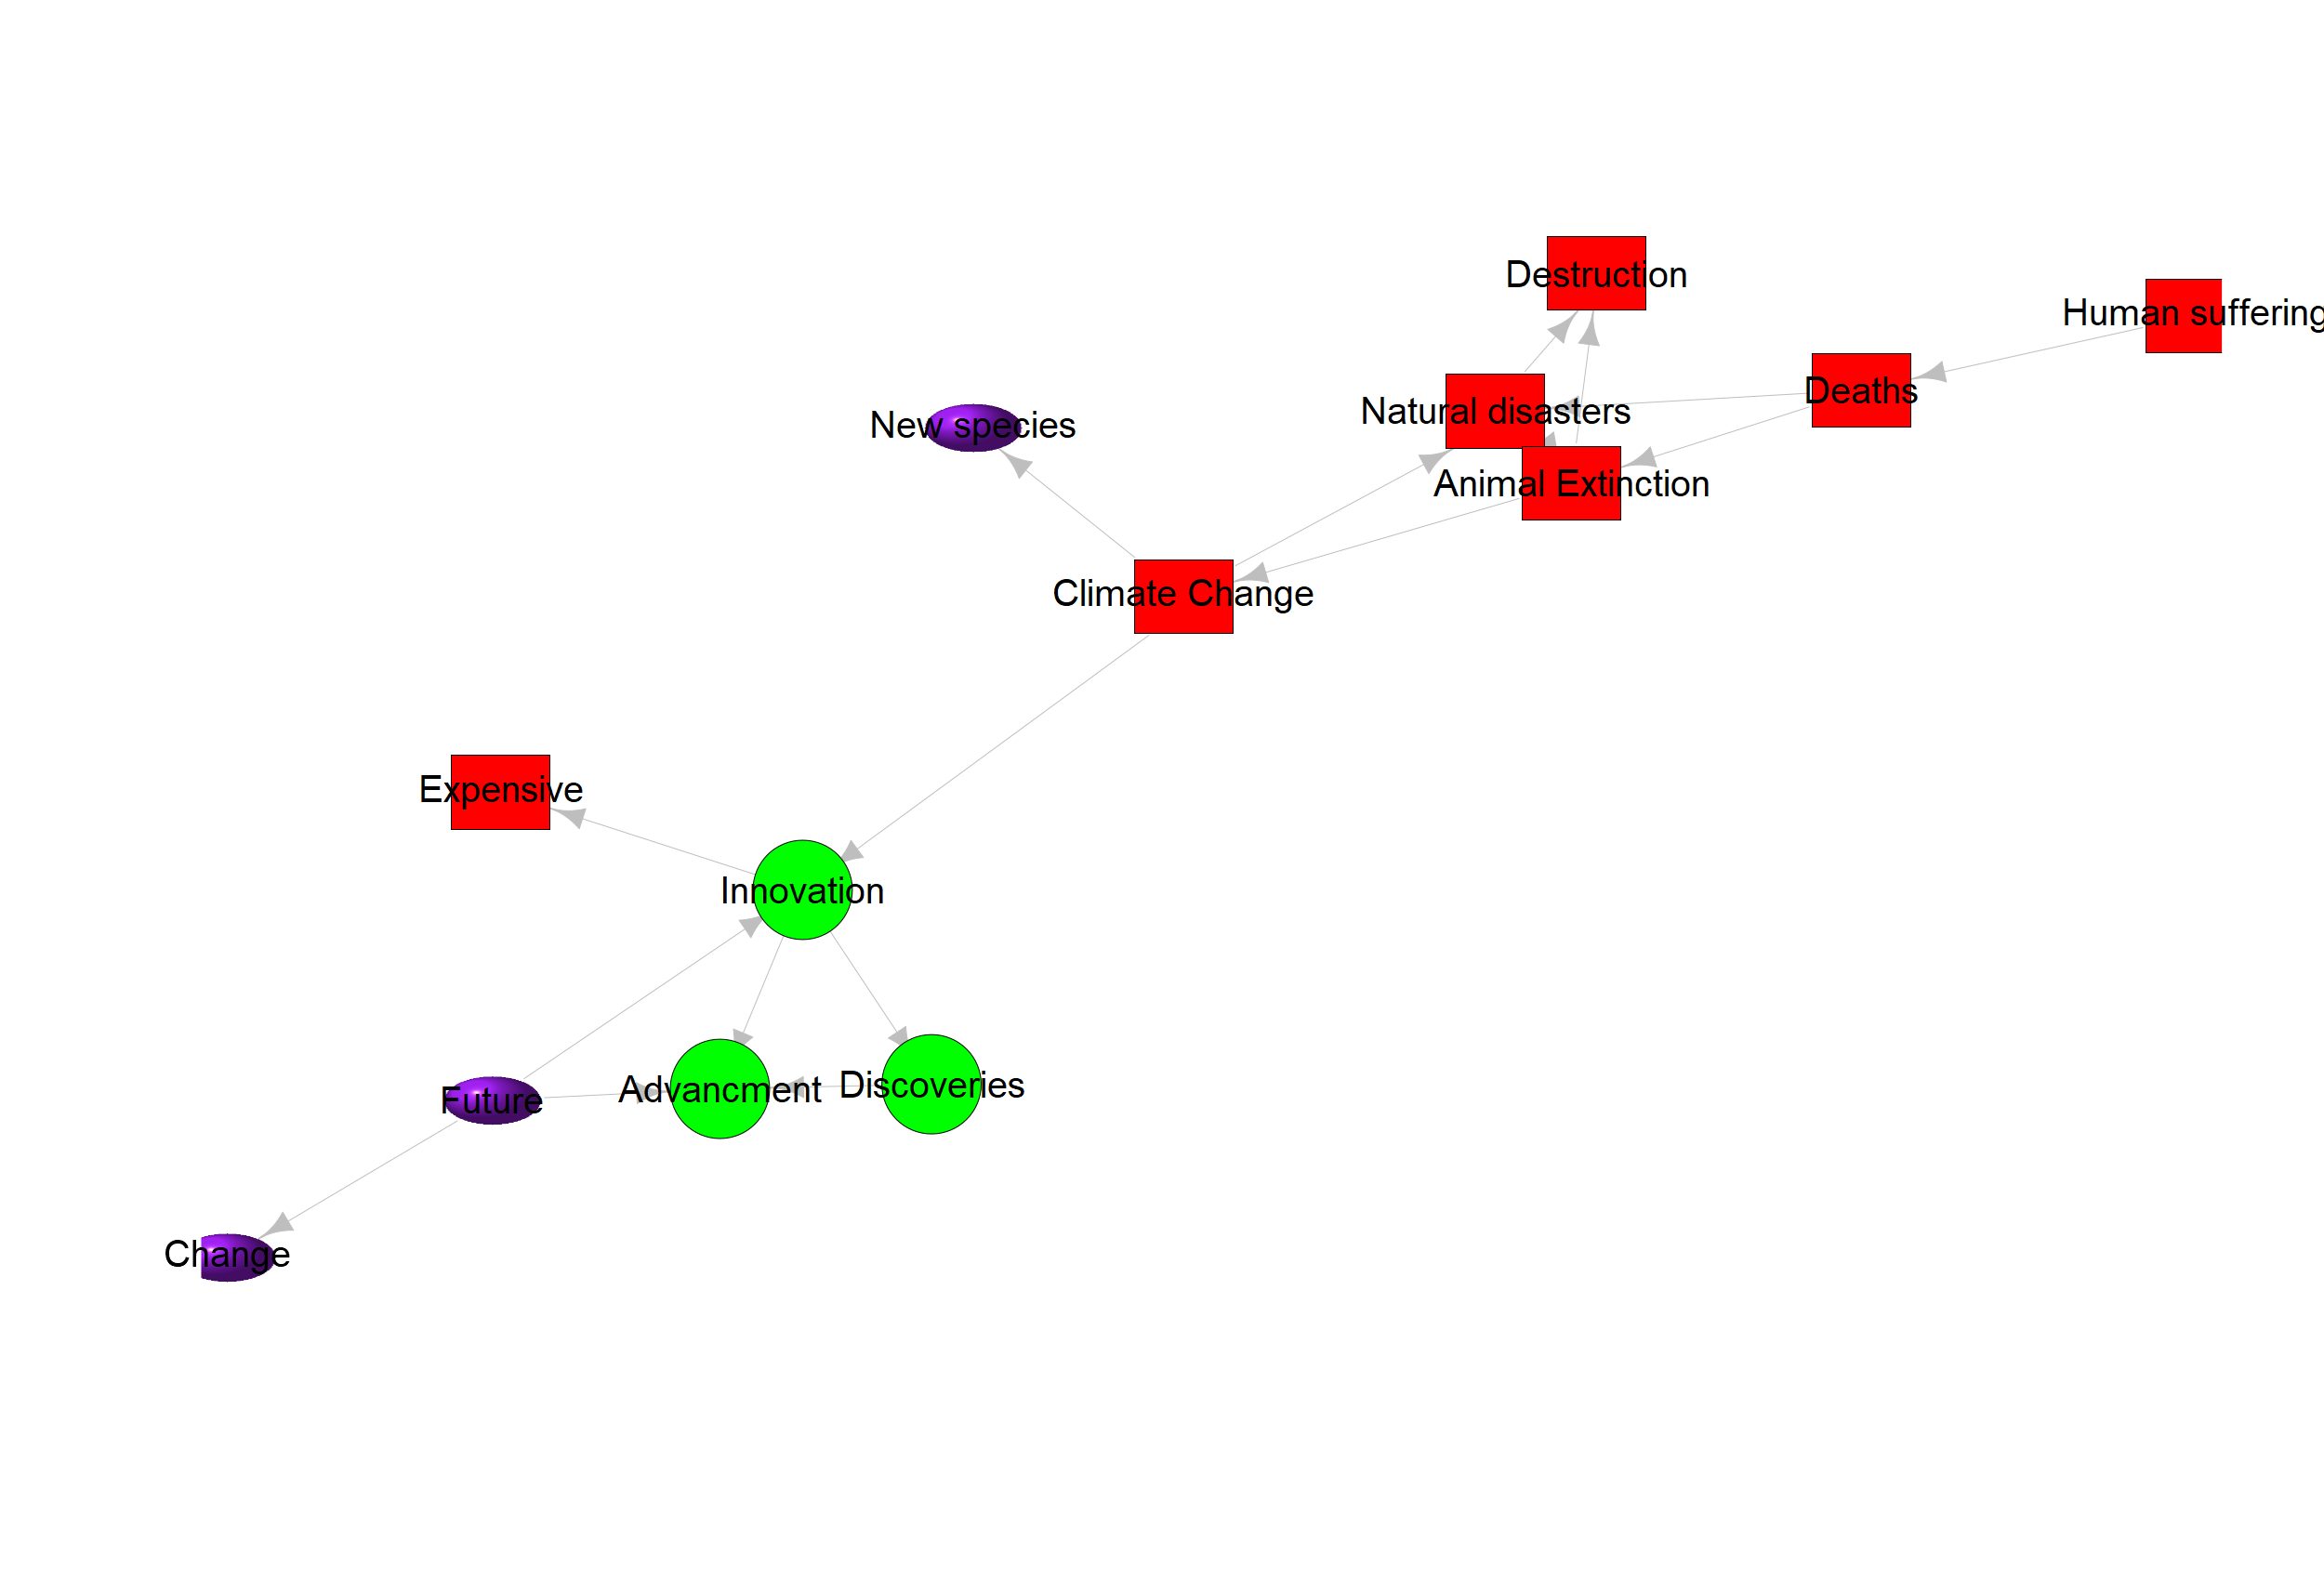 Destruction
Human suffering
Deaths
Natural disasters
New species
Animal Extinction
Climate Change
Expensive
Innovation
Discoveries
Advancment
Future
Change